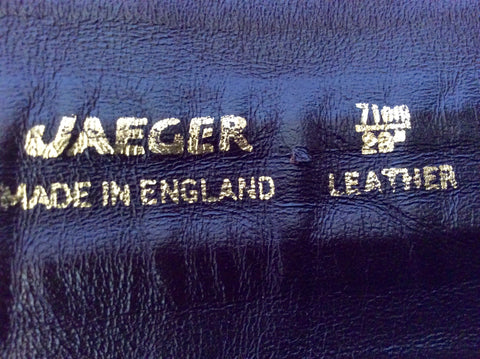 JAEGER
MADE IN ENGLAND
71cm
28"
LEATHER